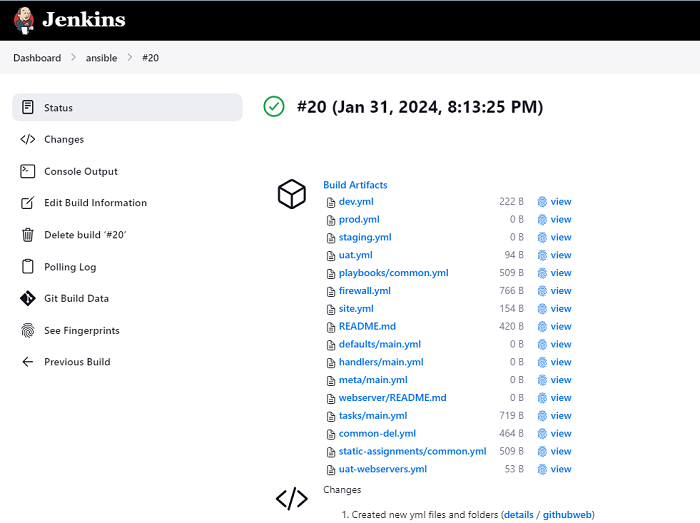 Jenkins
Dashboard > ansible > #20
Status
Changes
Console Output
Edit Build Information
Delete build ‘#20’
Polling Log
Git Build Data
See Fingerprints
Previous Build
#20 (Jan 31, 2024, 8:13:25 PM)
Build Artifacts
dev.yml 222 B view
prod.yml 0 B view
staging.yml 0 B view
uat.yml 94 B view
playbooks/common.yml 509 B view
firewall.yml 766 B view
site.yml 154 B view
README.md 420 B view
defaults/main.yml 0 B view
handlers/main.yml 0 B view
meta/main.yml 0 B view
webserver/README.md 0 B view
tasks/main.yml 719 B view
common-del.yml 464 B view
static-assignments/common.yml 509 B view
uat-webservers.yml 53 B view
Changes
1. Created new yml files and folders (details / githubweb)